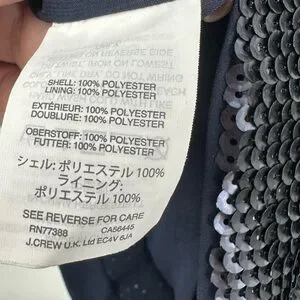 SHELL: 100% POLYESTER
LINING: 100% POLYESTER
EXTÉRIEUR: 100% POLYESTER
DOUBLURE: 100% POLYESTER
OBERSTOFF: 100% POLYESTER
FUTTER: 100% POLYESTER
シェル: ポリエステル 100%
ライニング:
ポリエステル 100%
SEE REVERSE FOR CARE
RN77388 CA56445
J.CREW U.K. Ltd EC4V 6JA